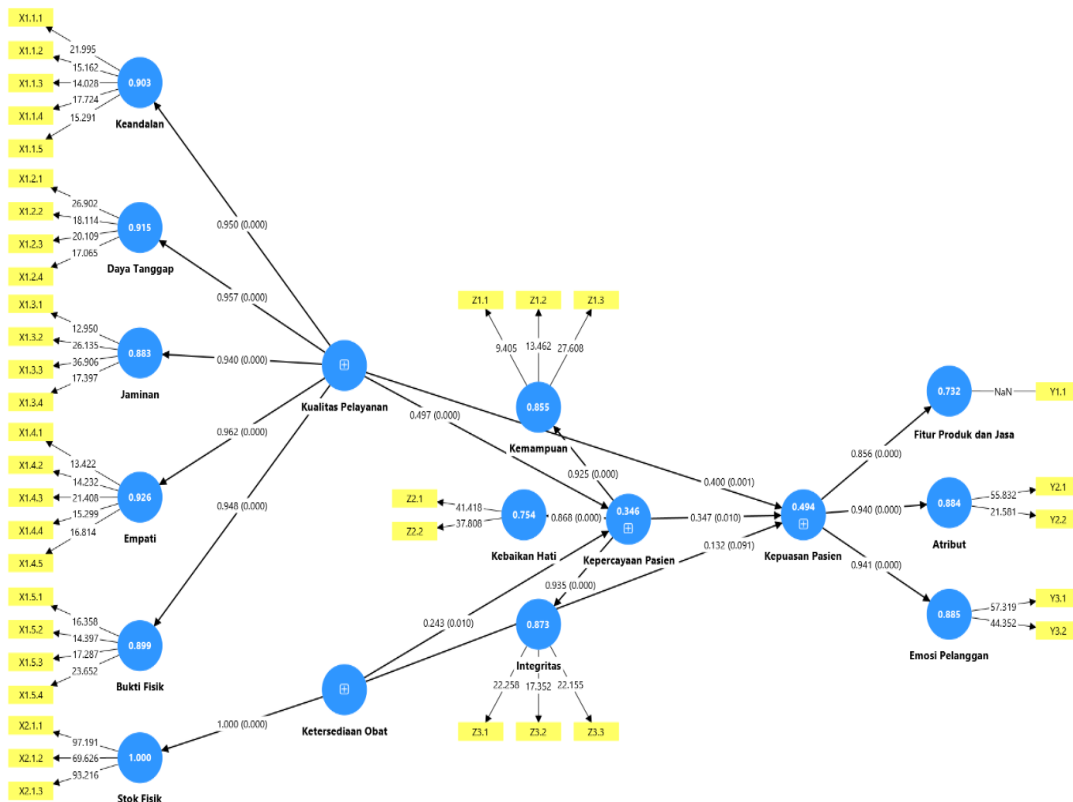 X1.1.1
X1.1.2
X1.1.3
X1.1.4
X1.1.5
21.995
15.162
14.028
17.724
15.291
0.903
Keandalan
X1.2.1
X1.2.2
X1.2.3
X1.2.4
26.902
18.114
20.109
17.065
0.915
Daya Tanggap
X1.3.1
X1.3.2
X1.3.3
X1.3.4
12.950
26.135
36.906
17.397
0.883
Jaminan
X1.4.1
X1.4.2
X1.4.3
X1.4.4
X1.4.5
13.422
14.232
21.408
15.299
16.814
0.926
Empati
X1.5.1
X1.5.2
X1.5.3
X1.5.4
16.358
14.397
17.287
23.652
0.899
Bukti Fisik
X2.1.1
X2.1.2
X2.1.3
97.191
69.626
93.216
1.000
Stok Fisik
0.950 (0.000)
0.957 (0.000)
0.940 (0.000)
0.962 (0.000)
0.948 (0.000)
1.000 (0.000)
Kualitas Pelayanan
Ketersediaan Obat
0.497 (0.000)
0.400 (0.001)
0.243 (0.010)
0.132 (0.091)
Z1.1
Z1.2
Z1.3
9.405
13.462
27.608
0.855
Kemampuan
0.925 (0.000)
Z2.1
Z2.2
41.418
37.808
0.754
Kebaikan Hati
0.868 (0.000)
0.346
Kepercayaan Pasien
0.347 (0.010)
0.935 (0.000)
0.873
Integritas
22.258
17.352
22.155
Z3.1
Z3.2
Z3.3
0.494
Kepuasan Pasien
0.856 (0.000)
0.940 (0.000)
0.941 (0.000)
0.732
Fitur Produk dan Jasa
NaN
Y1.1
0.884
Atribut
55.832
21.581
Y2.1
Y2.2
0.885
Emosi Pelanggan
57.319
44.352
Y3.1
Y3.2